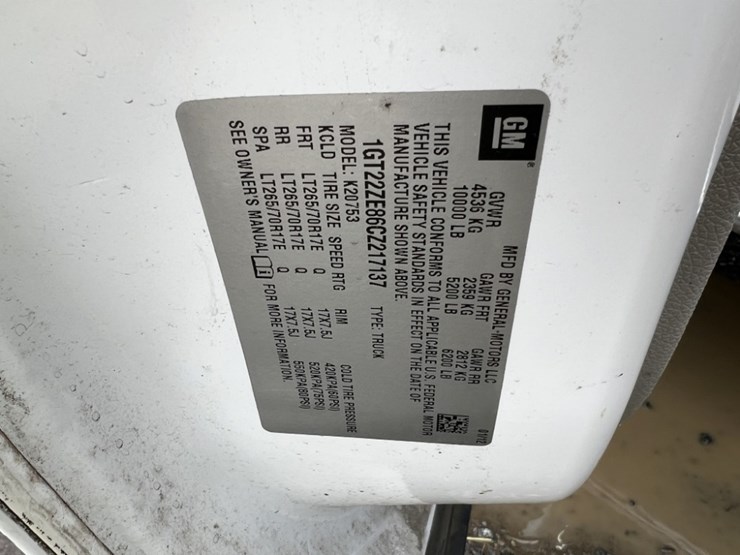 GM
®
MFD BY GENERAL MOTORS LLC 01/12
GVWR GAWR FRT GAWR RR
4536 KG 2359 KG 2812 KG
10000 LB 5200 LB 6200 LB
THIS VEHICLE CONFORMS TO ALL APPLICABLE U.S. FEDERAL MOTOR
VEHICLE SAFETY STANDARDS IN EFFECT ON THE DATE OF
MANUFACTURE SHOWN ABOVE.
1GT22ZE86CZ217137 TYPE: TRUCK
MODEL: K20753
KCLD TIRE SIZE SPEED RTG RIM COLD TIRE PRESSURE
FRT LT265/70R17E Q 17X7.5J 420KPA(60PSI)
RR LT265/70R17E Q 17X7.5J 520KPA(75PSI)
SPA LT265/70R17E Q 17X7.5J 550KPA(80PSI)
SEE OWNER'S MANUAL FOR MORE INFORMATION.